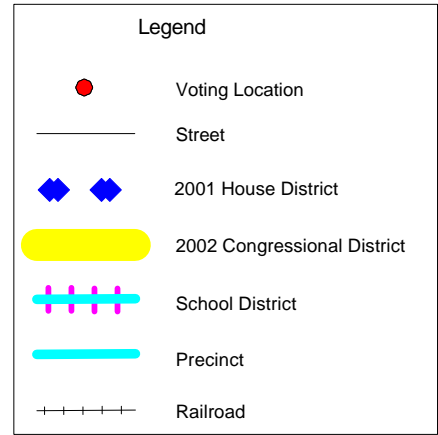 Legend
Voting Location
Street
2001 House District
2002 Congressional District
School District
Precinct
Railroad